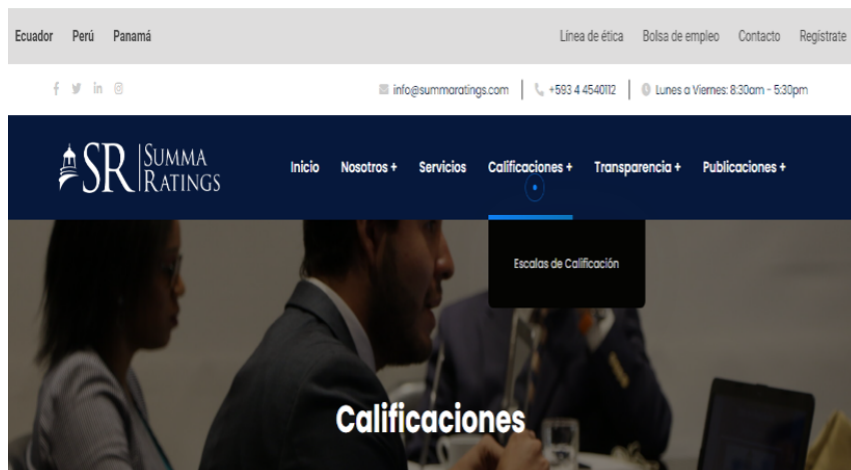 Ecuador Perú Panamá Línea de ética Bolsa de empleo Contacto Regístrate
info@summaratings.com +593 4 4540112 Lunes a Viernes: 8:30am - 5:30pm
SR SUMMA
RATINGS
Inicio Nosotros + Servicios Calificaciones + Transparencia + Publicaciones +
Escalas de Calificación
Calificaciones